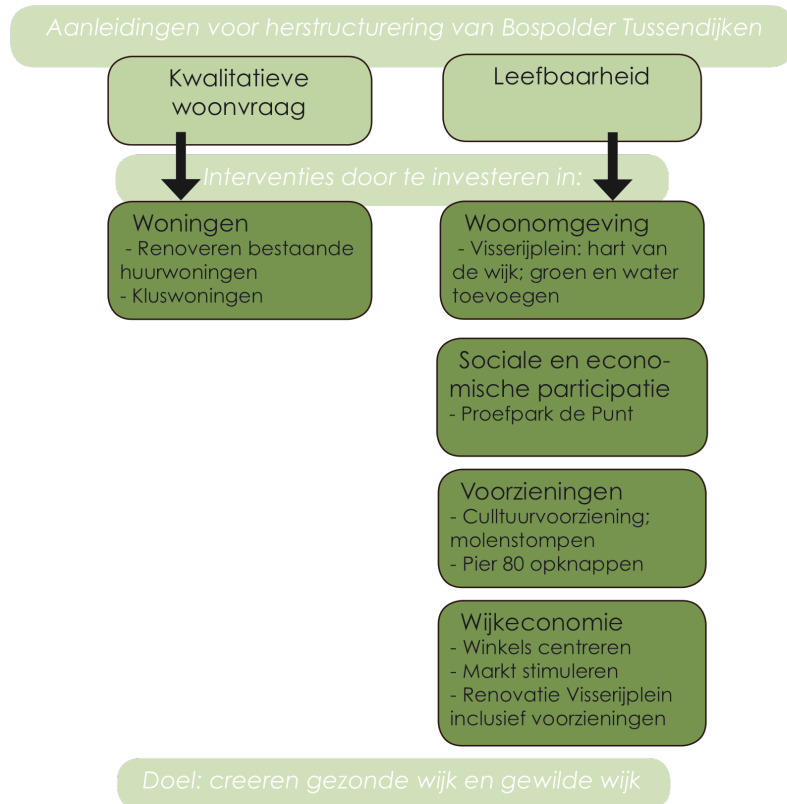 Aanleidingen voor herstructurering van Bospolder Tussendijken
Kwalitatieve
woonvraag
Leefbaarheid
Interventies door te investeren in:
Woningen
- Renoveren bestaande
huurwoningen
- Kluswoningen
Woonomgeving
- Visserijplein: hart van
de wijk; groen en water
toevoegen
Sociale en econo-
mische participatie
- Proefpark de Punt
Voorzieningen
- Cultuurvoorziening;
molenstompen
- Pier 80 opknappen
Wijkeconomie
- Winkels centreren
- Markt stimuleren
- Renovatie Visserijplein
inclusief voorzieningen
Doel: creeren gezonde wijk en gewilde wijk